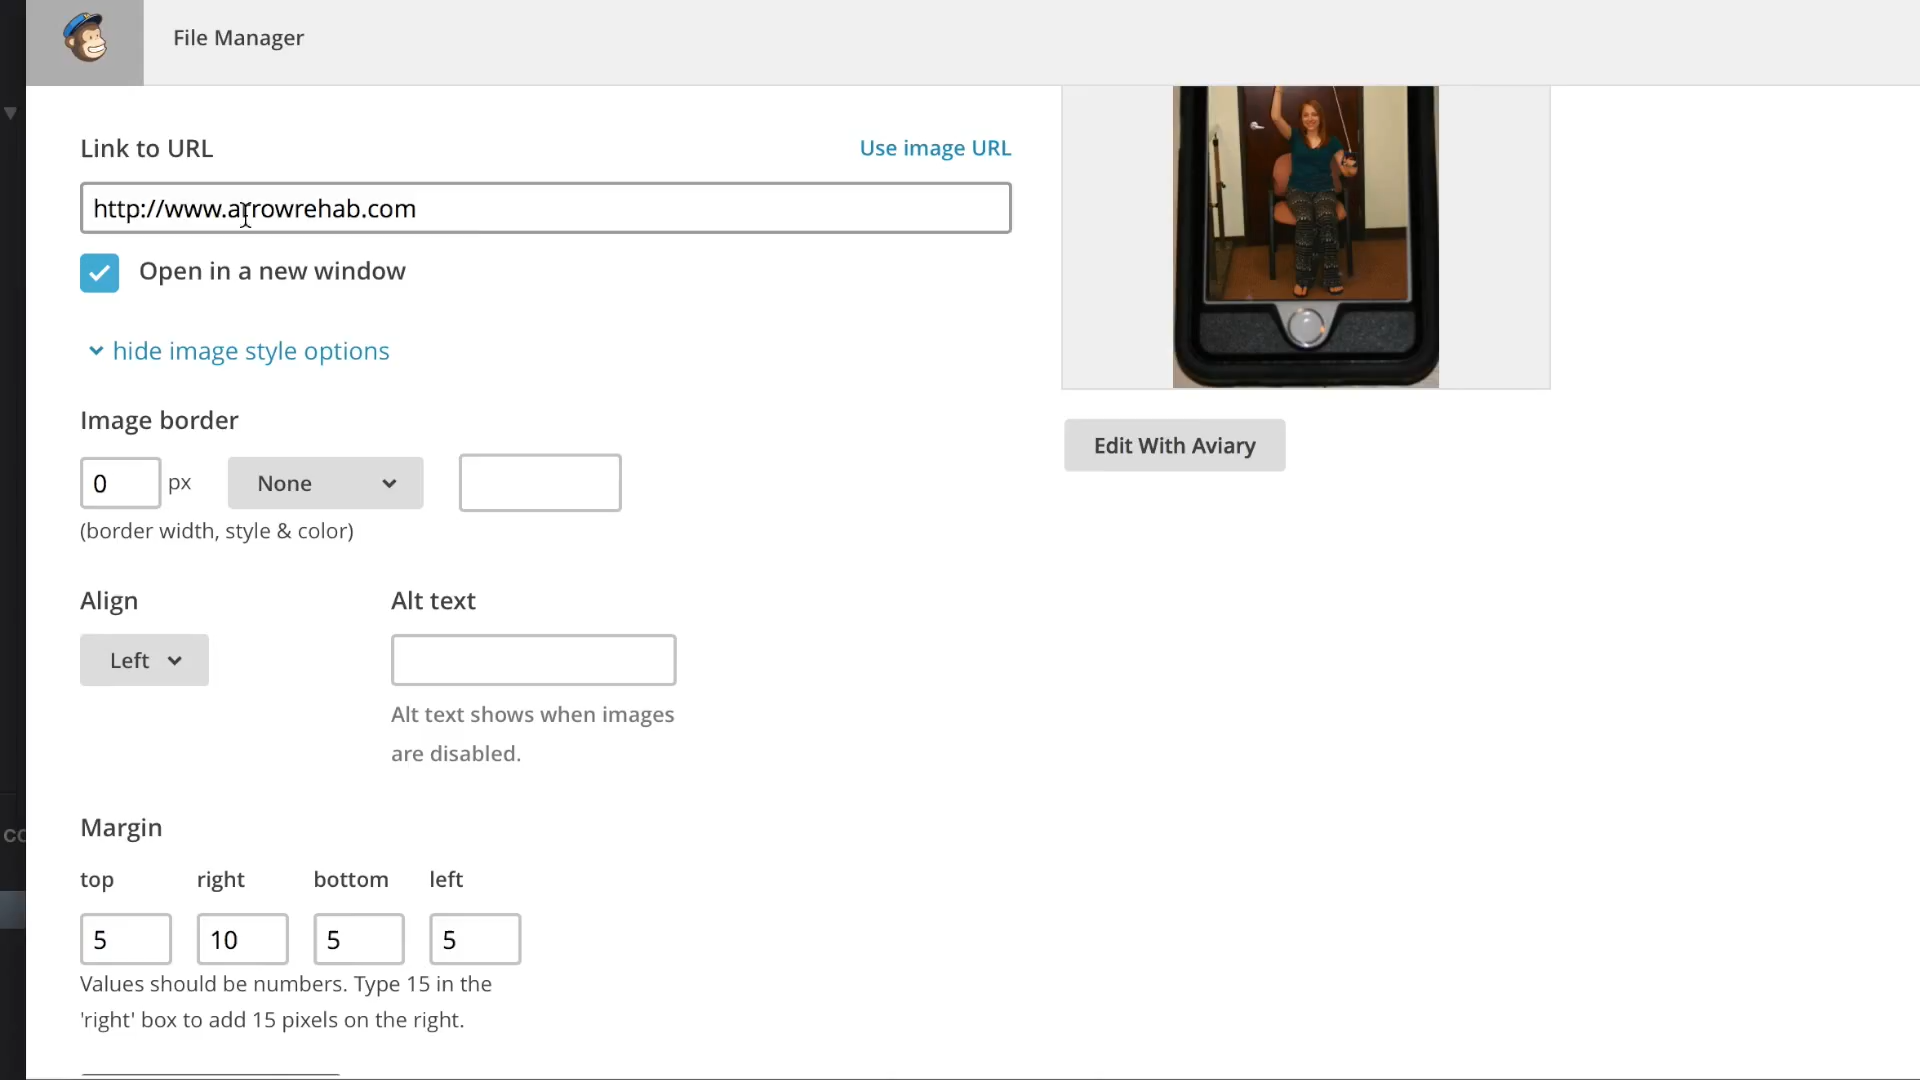 File Manager
Link to URL
Use image URL
http://www.arrowrehab.com
Open in a new window
hide image style options
Image border
0 px None
(border width, style & color)
Edit With Aviary
Align
Alt text
Left
Alt text shows when images
are disabled.
Margin
top right bottom left
5 10 5 5
Values should be numbers. Type 15 in the
'right' box to add 15 pixels on the right.